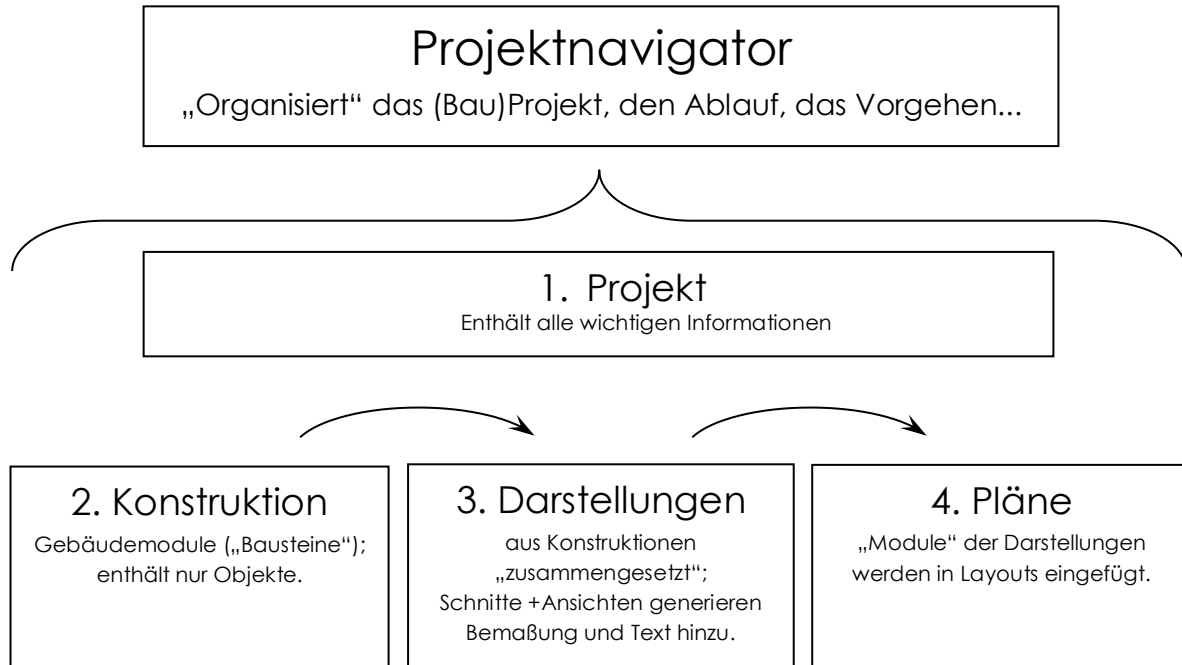 Projektnavigator
„Organisiert“ das (Bau)Projekt, den Ablauf, das Vorgehen...
1. Projekt
Enthält alle wichtigen Informationen
2. Konstruktion
Gebäudemodule („Bausteine“);
enthält nur Objekte.
3. Darstellungen
aus Konstruktionen
„zusammengesetzt“;
Schnitte +Ansichten generieren
Bemaßung und Text hinzu.
4. Pläne
„Module“ der Darstellungen
werden in Layouts eingefügt.